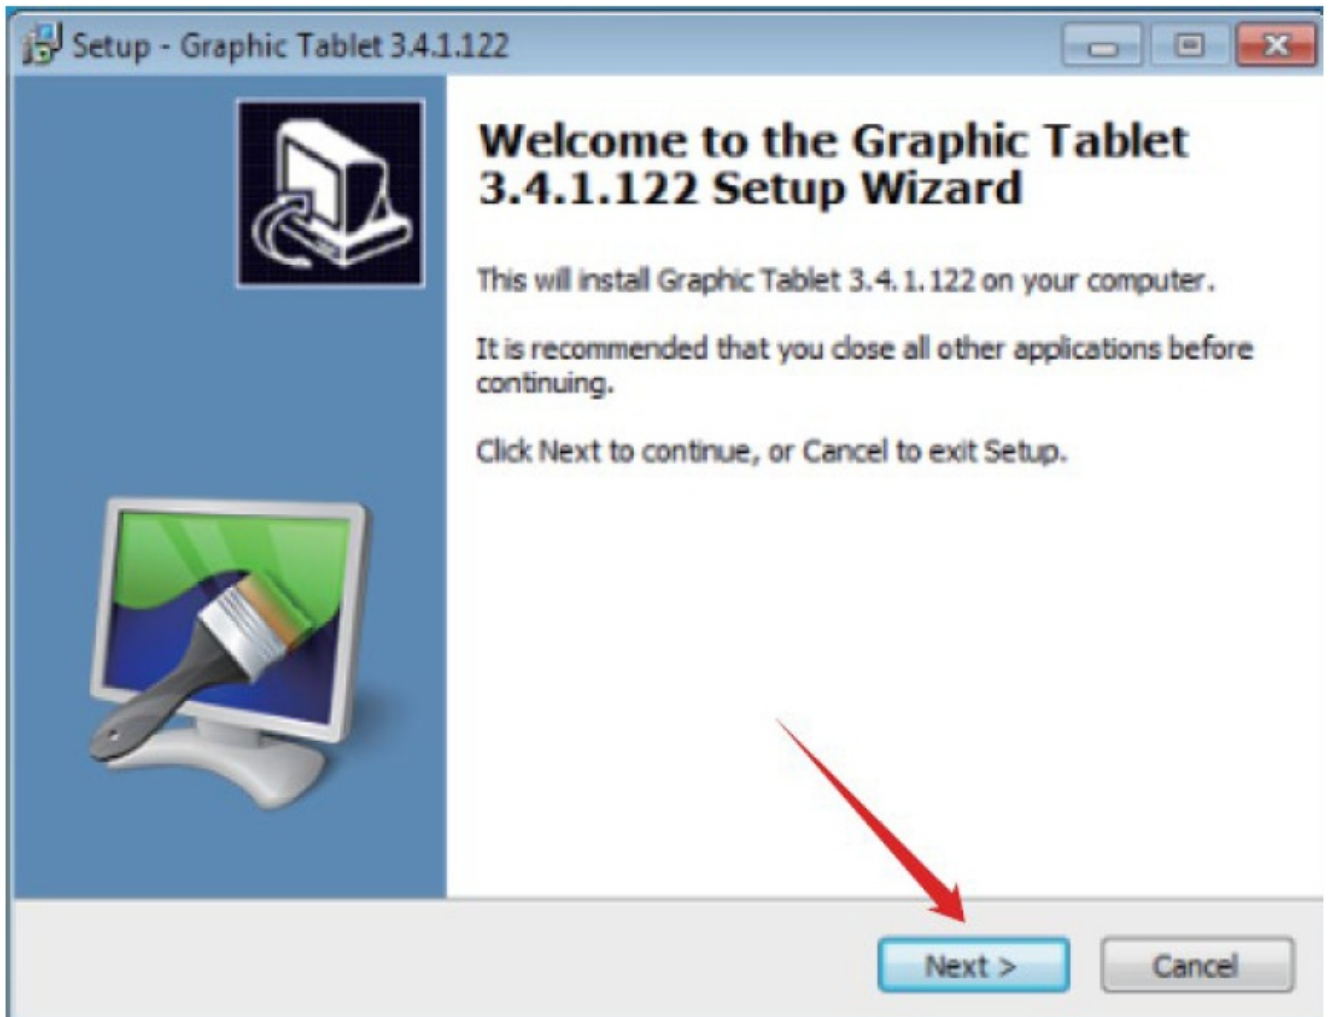 Setup - Graphic Tablet 3.4.1.122
Welcome to the Graphic Tablet
3.4.1.122 Setup Wizard
This will install Graphic Tablet 3.4.1.122 on your computer.
It is recommended that you close all other applications before
continuing.
Click Next to continue, or Cancel to exit Setup.
Next >
Cancel